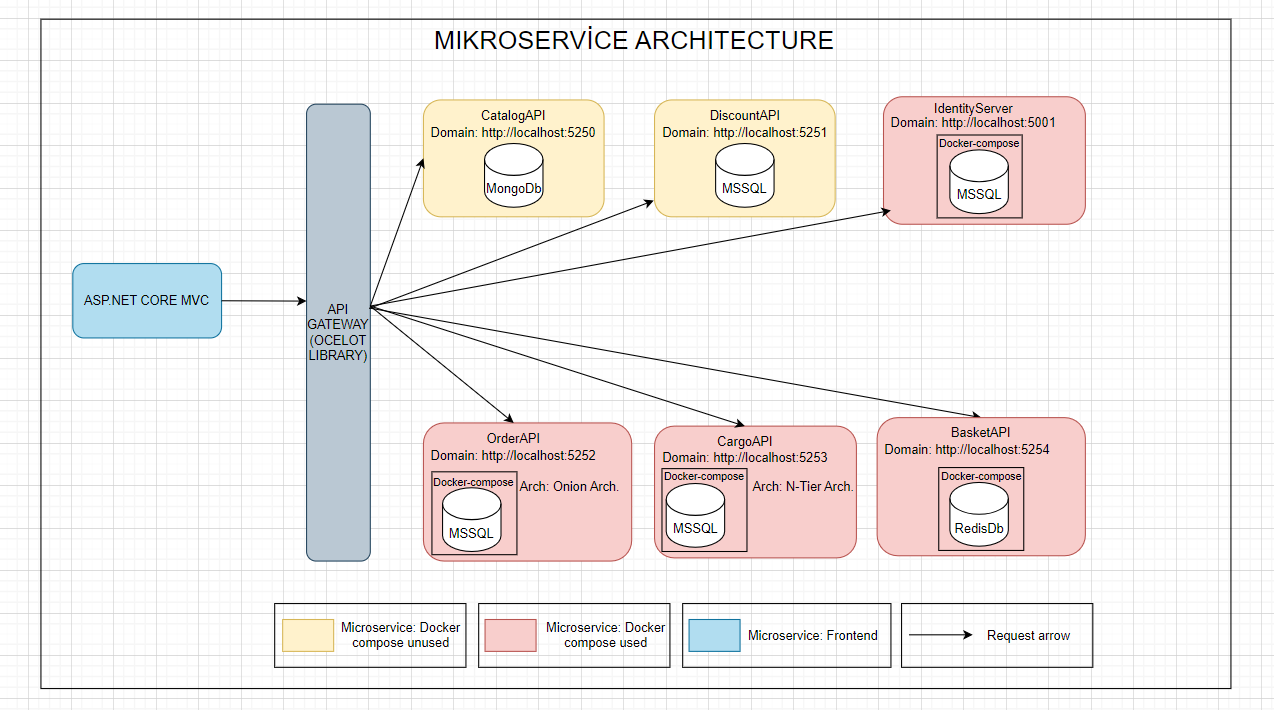 MIKROSERVİCE ARCHITECTURE
ASP.NET CORE MVC
API
GATEWAY
(OCELOT
LIBRARY)
CatalogAPI
Domain: http://localhost:5250
MongoDb
DiscountAPI
Domain: http://localhost:5251
MSSQL
IdentityServer
Domain: http://localhost:5001
Docker-compose
MSSQL
OrderAPI
Domain: http://localhost:5252
Docker-compose
Arch: Onion Arch.
MSSQL
CargoAPI
Domain: http://localhost:5253
Docker-compose
Arch: N-Tier Arch.
MSSQL
BasketAPI
Domain: http://localhost:5254
Docker-compose
RedisDb
Microservice: Docker
compose unused
Microservice: Docker
compose used
Microservice: Frontend
Request arrow